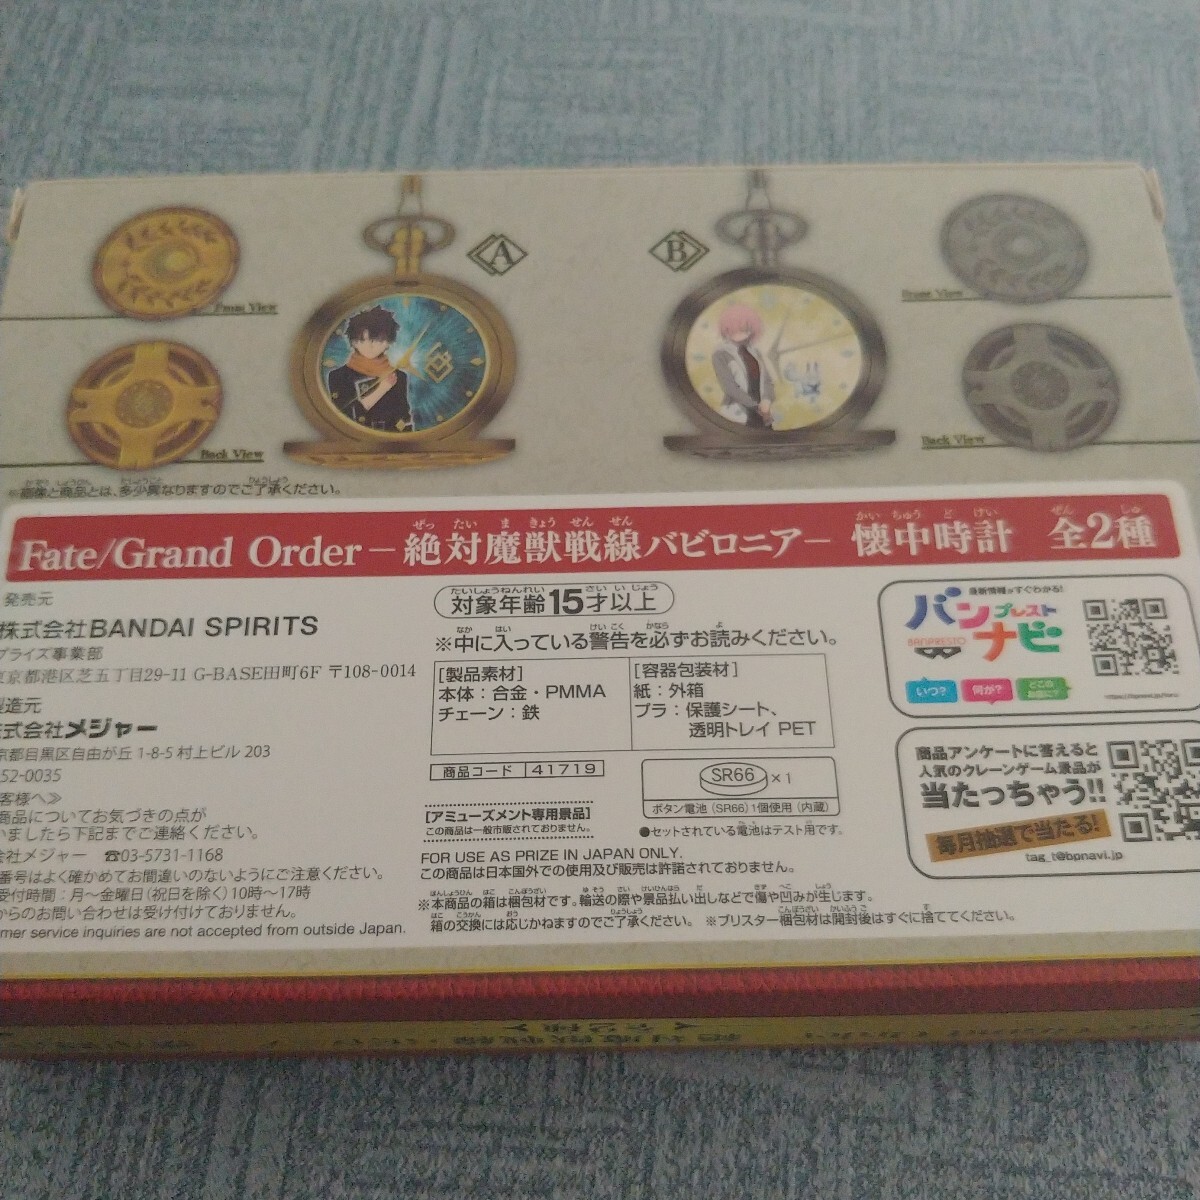 A
B
Front View
Front View
Back View
Back View
※画像と商品とは、多少異なりますのでご了承ください。
Fate/Grand Order －絶対魔獣戦線バビロニア－ 懐中時計 全2種
発売元
株式会社BANDAI SPIRITS
プライズ事業部
東京都港区芝五丁目29-11 G-BASE田町6F 〒108-0014
製造元
株式会社メジャー
京都目黒区自由が丘 1-8-5 村上ビル 203
52-0035
客様へ≫
商品についてお気づきの点が
いましたら下記までご連絡ください。
会社メジャー ☎03-5731-1168
番号はよく確かめてお間違いのないようにご注意ください。
受付時間：月～金曜日(祝日を除く)10時～17時
からのお問い合わせは受け付けておりません。
mer service inquiries are not accepted from outside Japan.
対象年齢15才以上
※中に入っている警告を必ずお読みください。
[製品素材]
本体：合金・PMMA
チェーン：鉄
[容器包装材]
紙：外箱
プラ：保護シート、
透明トレイ PET
商品コード 41719
SR66 ×1
ボタン電池（SR66）1個使用（内蔵）
●セットされている電池はテスト用です。
[アミューズメント専用景品]
この商品は一般市販されておりません。
FOR USE AS PRIZE IN JAPAN ONLY.
この商品は日本国外での使用及び販売は許諾されておりません。
※本商品の箱は梱包材です。輸送の際や景品払い出しなどで傷や凹みが生じます。
箱の交換には応じかねますのでご了承ください。 ※ブリスター梱包材は開封後はすぐに捨ててください。
最新情報がすぐわかる!
バンプレスト
ナビ
BANPRESTO
いつ?
何が?
どこのお店に?
商品アンケートに答えると
人気のクレーンゲーム景品が
当たっちゃう!!
毎月抽選で当たる!
tag_t@bpnavi.jp